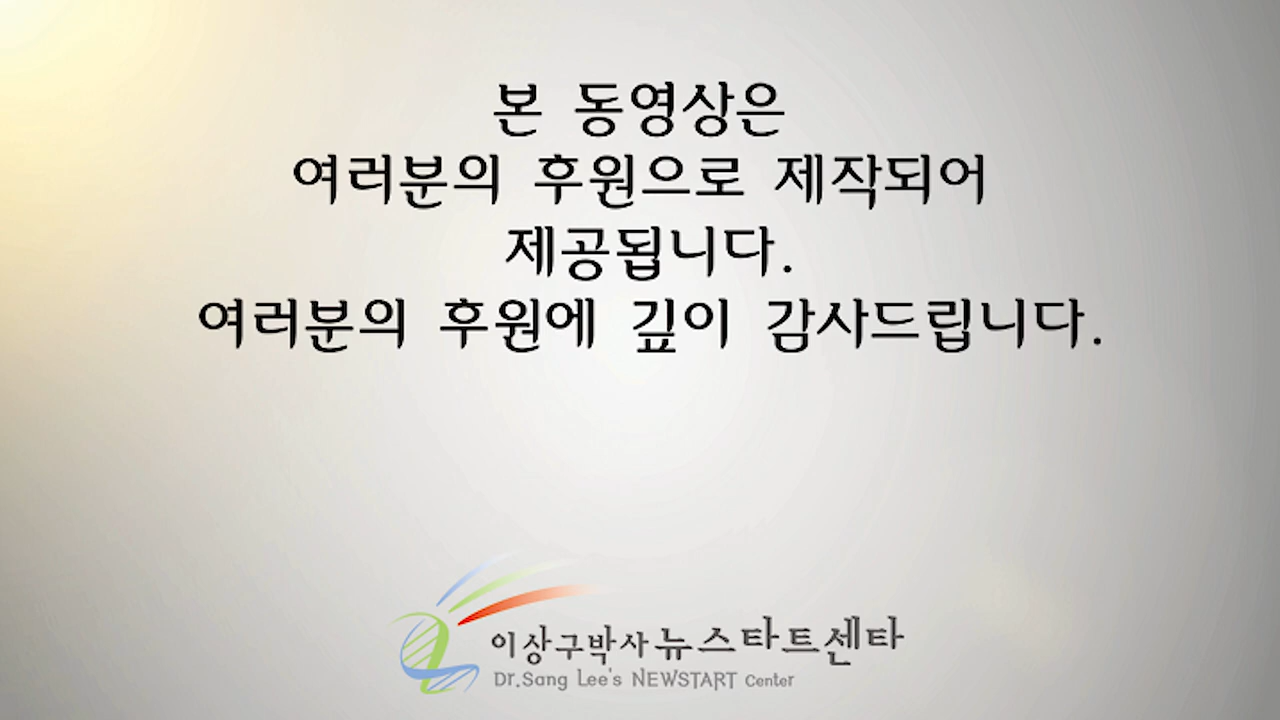 본 동영상은
여러분의 후원으로 제작되어
제공됩니다.
여러분의 후원에 깊이 감사드립니다.
이상구박사뉴스타트센타
Dr.Sang Lee's NEWSTART Center